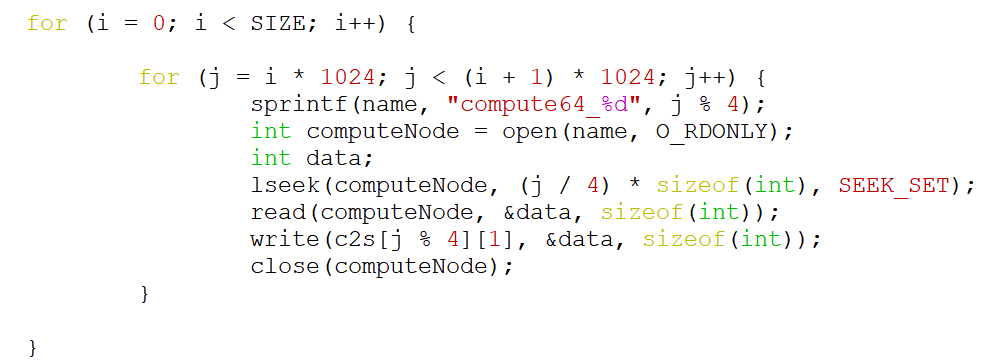 for (i = 0; i < SIZE; i++) {
for (j = i * 1024; j < (i + 1) * 1024; j++) {
sprintf(name, "compute64_%d", j % 4);
int computeNode = open(name, O_RDONLY);
int data;
lseek(computeNode, (j / 4) * sizeof(int), SEEK_SET);
read(computeNode, &data, sizeof(int));
write(c2s[j % 4][1], &data, sizeof(int));
close(computeNode);
}
}